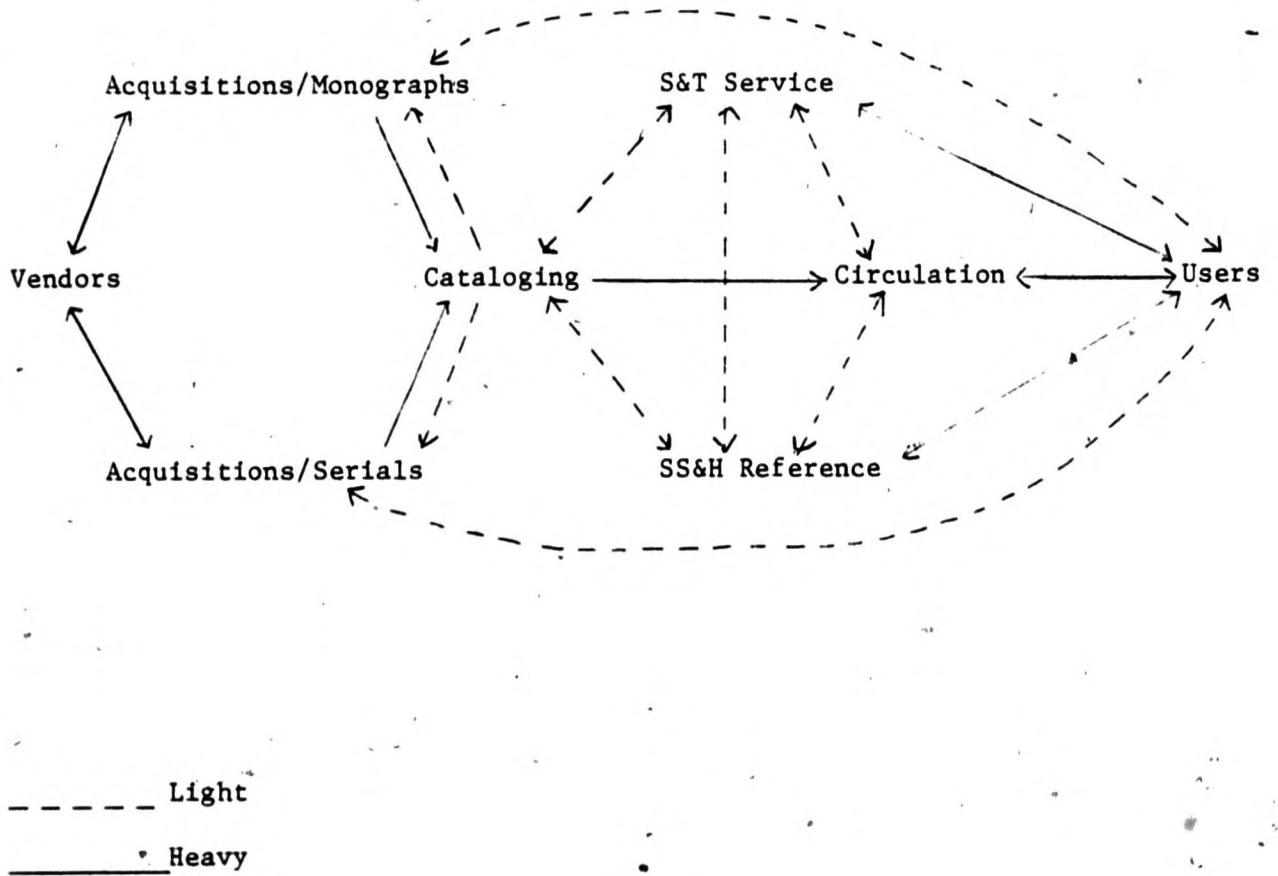 Acquisitions/Monographs S&T Service
Vendors Cataloging Circulation Users
Acquisitions/Serials SS&H Reference
Light
Heavy